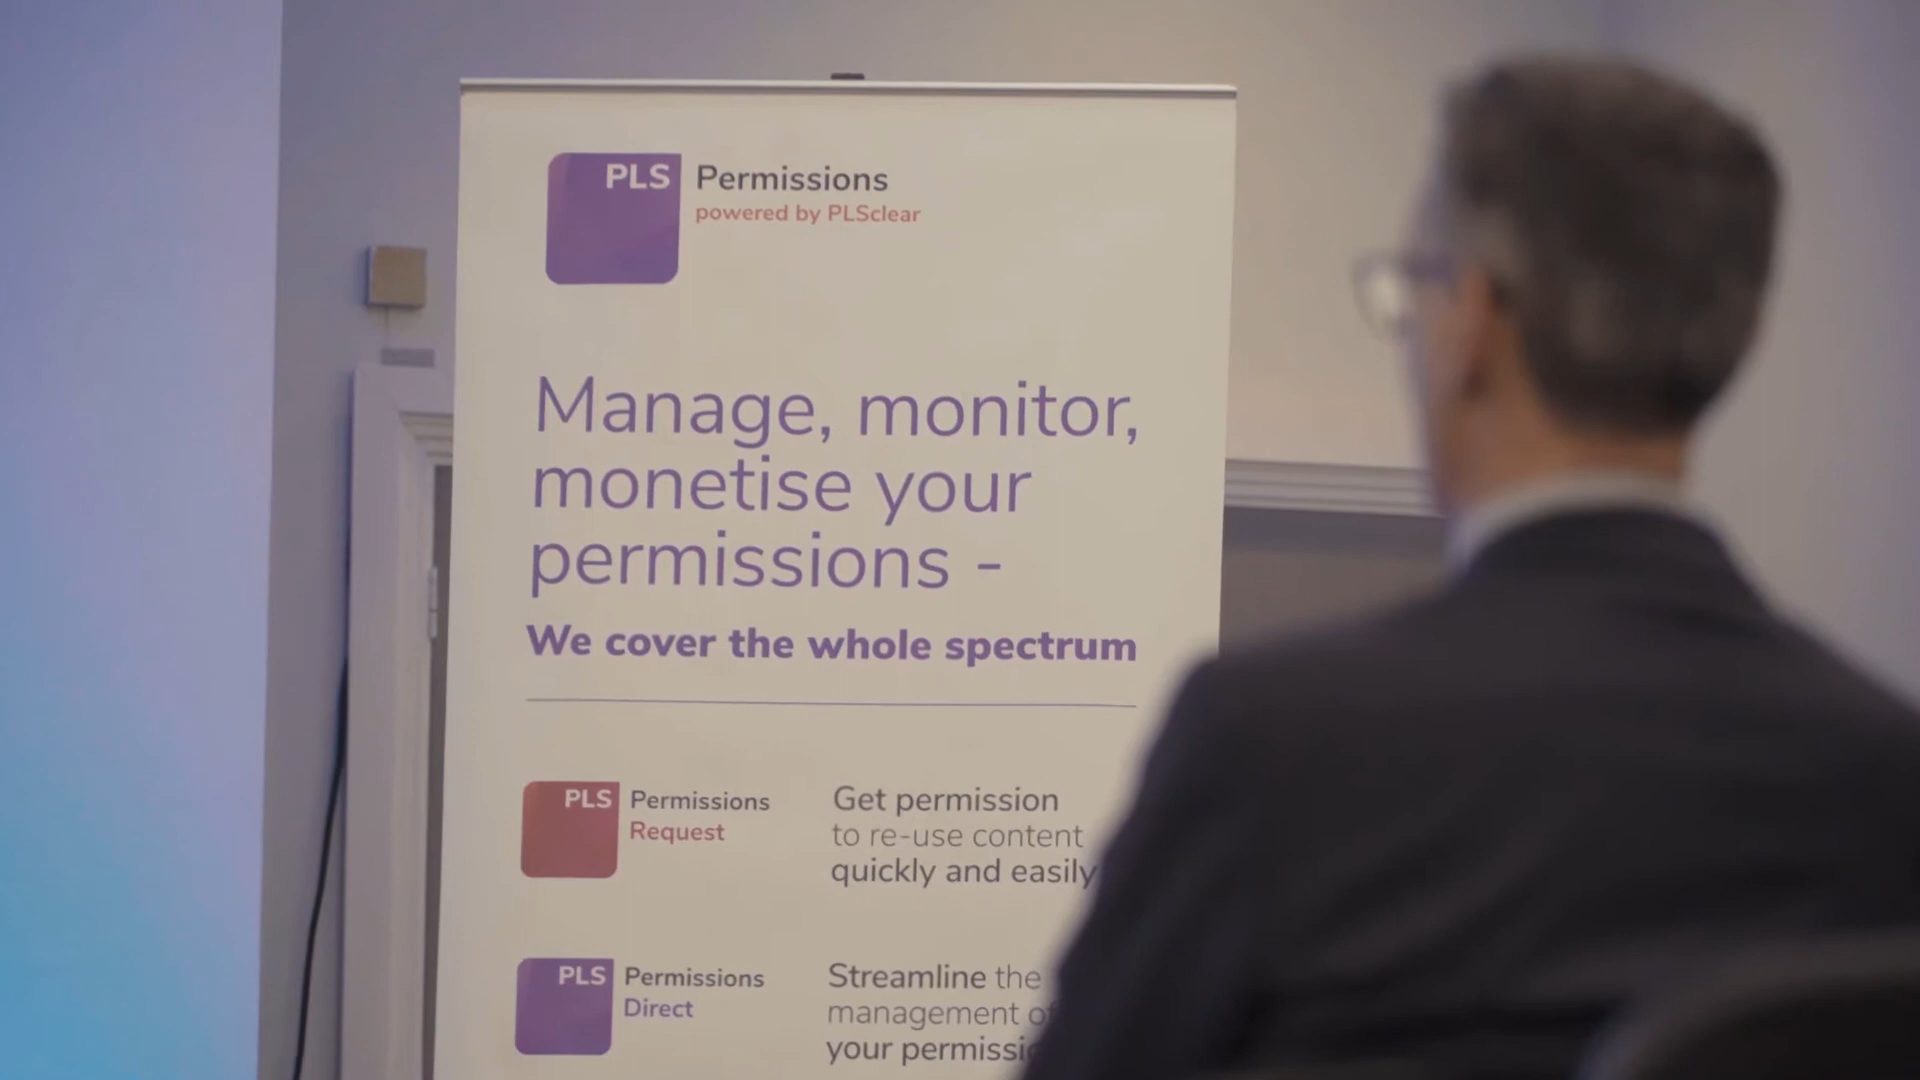 PLS Permissions
powered by PLSclear
Manage, monitor,
monetise your
permissions -
We cover the whole spectrum
PLS Permissions
Request
Get permission
to re-use content
quickly and easily
PLS Permissions
Direct
Streamline the
management
your